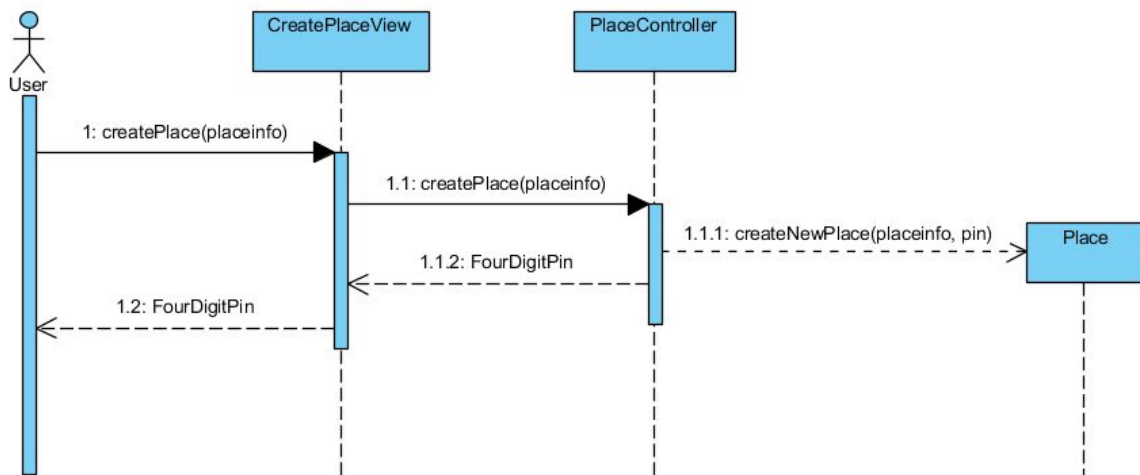 CreatePlaceView
PlaceController
User
1: createPlace(placeinfo)
1.1: createPlace(placeinfo)
1.1.1: createNewPlace(placeinfo, pin)
Place
1.1.2: FourDigitPin
1.2: FourDigitPin